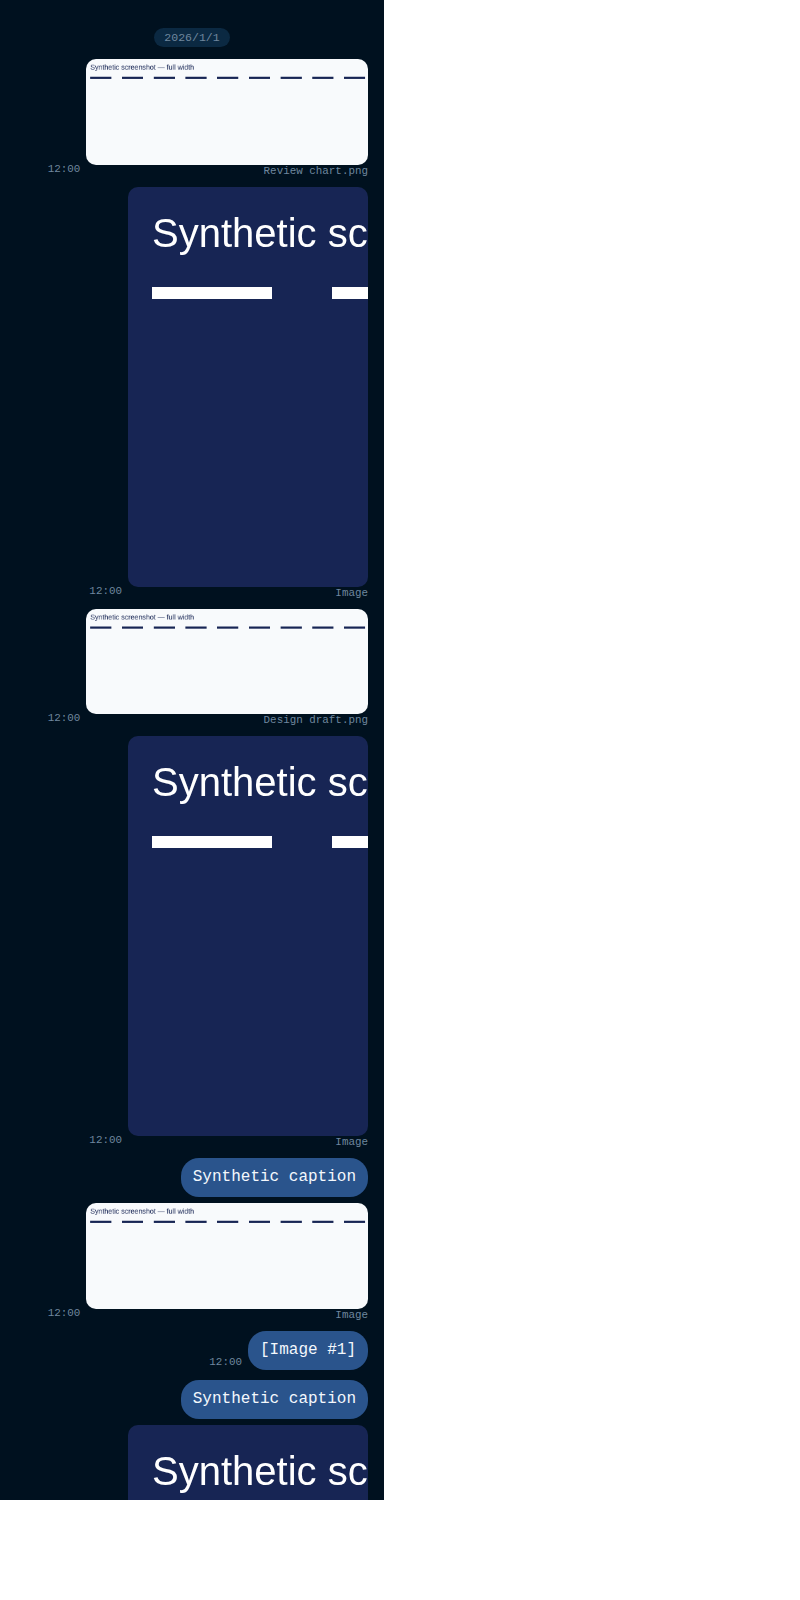 2026/1/1
Synthetic screenshot — full width
12:00
Review chart.png
Synthetic sc
12:00
Image
Synthetic screenshot — full width
12:00
Design draft.png
Synthetic sc
12:00
Image
Synthetic caption
Synthetic screenshot — full width
12:00
Image
[Image #1]
12:00
Synthetic caption
Synthetic sc